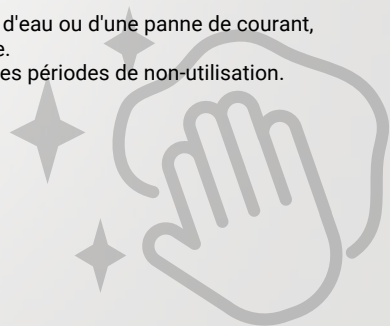 d'eau ou d'une panne de courant,
e.
es périodes de non-utilisation.